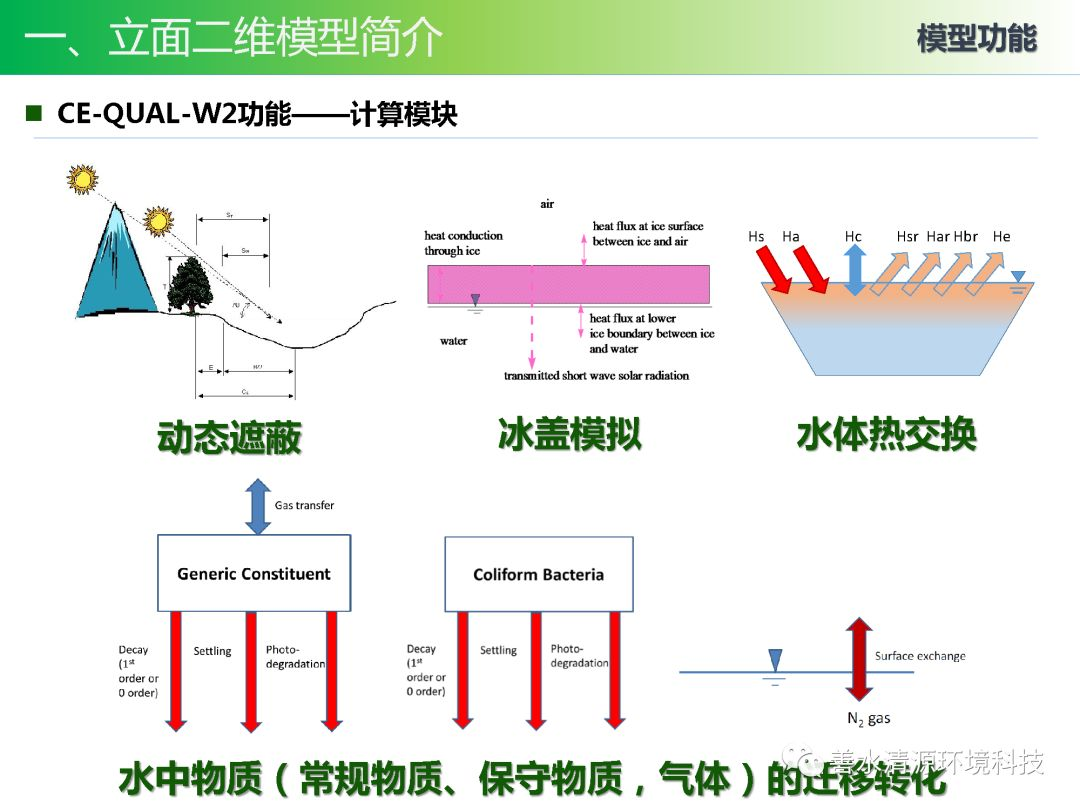 一、立面二维模型简介
模型功能
CE-QUAL-W2功能——计算模块
air
heat conduction
through ice
heat flux at ice surface
between ice and air
water
heat flux at lower
ice boundary between ice
and water
transmitted short wave solar radiation
Hs Ha Hc Hsr Har Hbr He
T
E
动态遮蔽
冰盖模拟
水体热交换
Gas transfer
Generic Constituent
Decay
(1st
order or
0 order)
Settling
Photo-
degradation
Coliform Bacteria
Decay
(1st
order or
0 order)
Settling
Photo-
degradation
Surface exchange
N2 gas
水中物质（常规物质、保守物质，气体）的迁移转化
善水清源环境科技